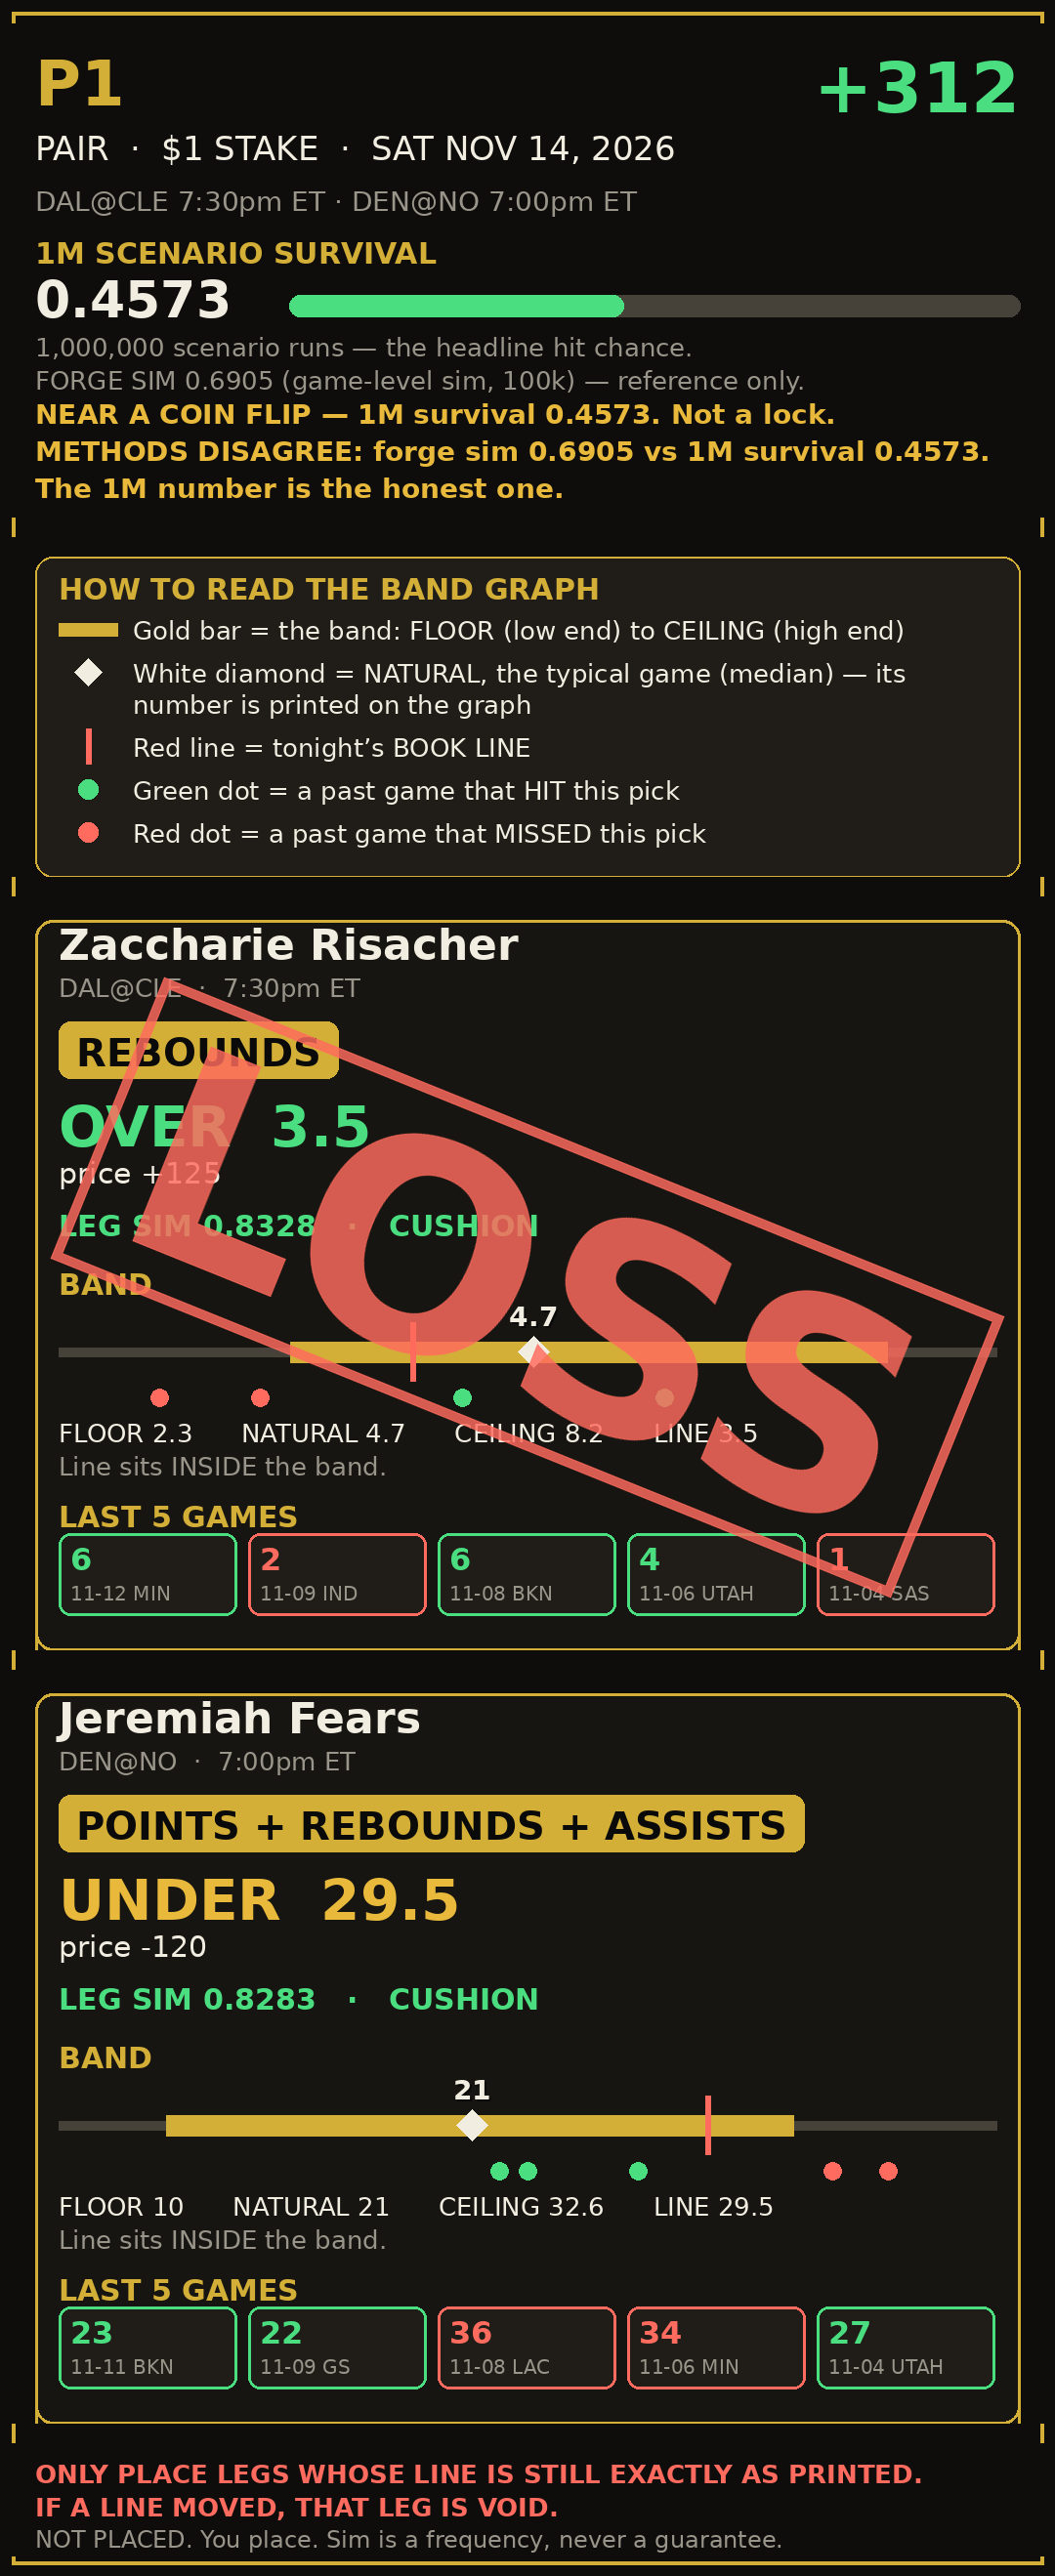 P1
+312
PAIR · $1 STAKE · SAT NOV 14, 2026
DAL@CLE 7:30pm ET · DEN@NO 7:00pm ET
1M SCENARIO SURVIVAL
0.4573
1,000,000 scenario runs — the headline hit chance.
FORGE SIM 0.6905 (game-level sim, 100k) — reference only.
NEAR A COIN FLIP — 1M survival 0.4573. Not a lock.
METHODS DISAGREE: forge sim 0.6905 vs 1M survival 0.4573.
The 1M number is the honest one.
HOW TO READ THE BAND GRAPH
Gold bar = the band: FLOOR (low end) to CEILING (high end)
White diamond = NATURAL, the typical game (median) — its
number is printed on the graph
Red line = tonight’s BOOK LINE
Green dot = a past game that HIT this pick
Red dot = a past game that MISSED this pick
Zaccharie Risacher
DAL@CLE · 7:30pm ET
REBOUNDS
OVER 3.5
price +125
LEG SIM 0.8328 · CUSHION
BAND
LOSS
4.7
FLOOR 2.3 NATURAL 4.7 CEILING 8.2 LINE 3.5
Line sits INSIDE the band.
LAST 5 GAMES
6 2 6 4 1
11-12 MIN 11-09 IND 11-08 BKN 11-06 UTAH 11-04 SAS
Jeremiah Fears
DEN@NO · 7:00pm ET
POINTS + REBOUNDS + ASSISTS
UNDER 29.5
price -120
LEG SIM 0.8283 · CUSHION
BAND
21
FLOOR 10 NATURAL 21 CEILING 32.6 LINE 29.5
Line sits INSIDE the band.
LAST 5 GAMES
23 22 36 34 27
11-11 BKN 11-09 GS 11-08 LAC 11-06 MIN 11-04 UTAH
ONLY PLACE LEGS WHOSE LINE IS STILL EXACTLY AS PRINTED.
IF A LINE MOVED, THAT LEG IS VOID.
NOT PLACED. You place. Sim is a frequency, never a guarantee.